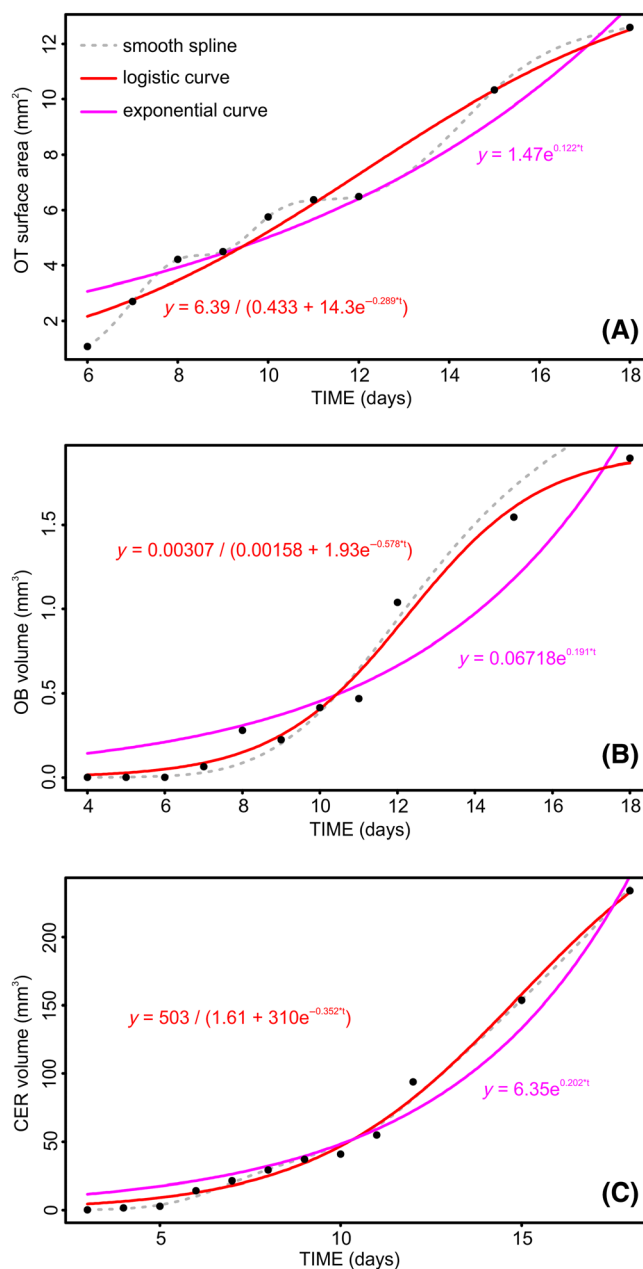 smooth spline
logistic curve
exponential curve
y = 1.47e^0.122*t
y = 6.39 / (0.433 + 14.3e^−0.289*t)
(A)
OT surface area (mm²)
2 4 6 8 10 12
6 8 10 12 14 16 18
TIME (days)
y = 0.00307 / (0.00158 + 1.93e^−0.578*t)
y = 0.06718e^0.191*t
(B)
OB volume (mm³)
0.0 0.5 1.0 1.5
4 6 8 10 12 14 16 18
TIME (days)
y = 503 / (1.61 + 310e^−0.352*t)
y = 6.35e^0.202*t
(C)
CER volume (mm³)
0 50 100 150 200
5 10 15
TIME (days)